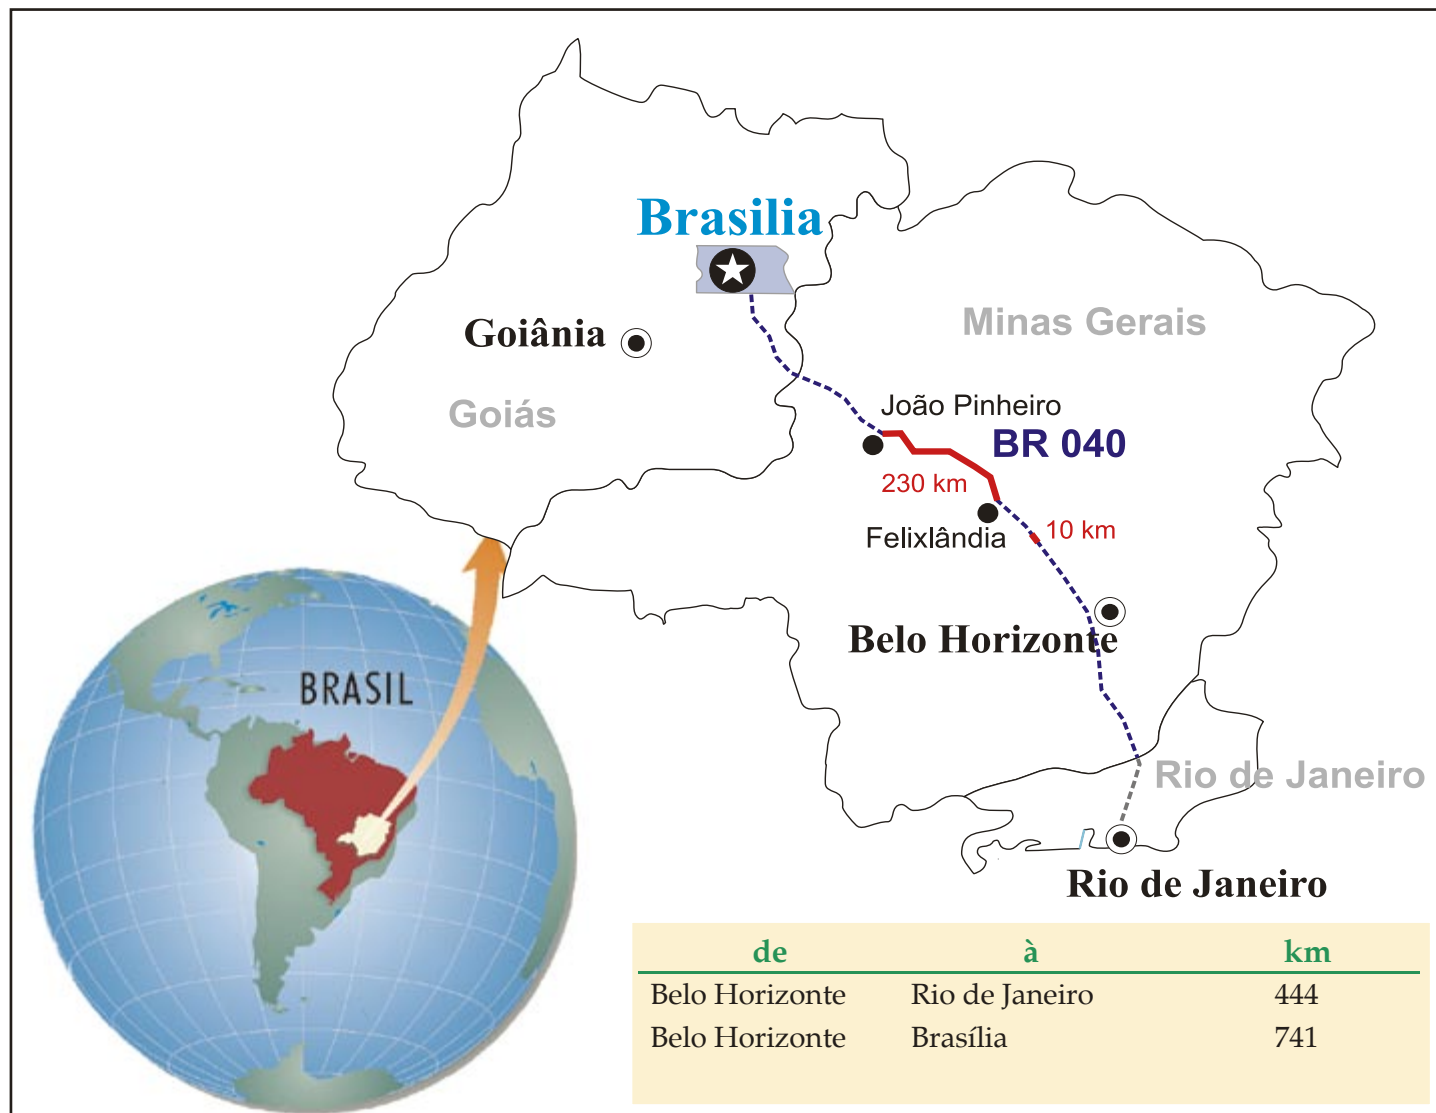 Brasilia
Goiânia
Minas Gerais
Goiás
João Pinheiro
BR 040
230 km
10 km
Felixlândia
Belo Horizonte
BRASIL
Rio de Janeiro
Rio de Janeiro
de à km
Belo Horizonte Rio de Janeiro 444
Belo Horizonte Brasília 741